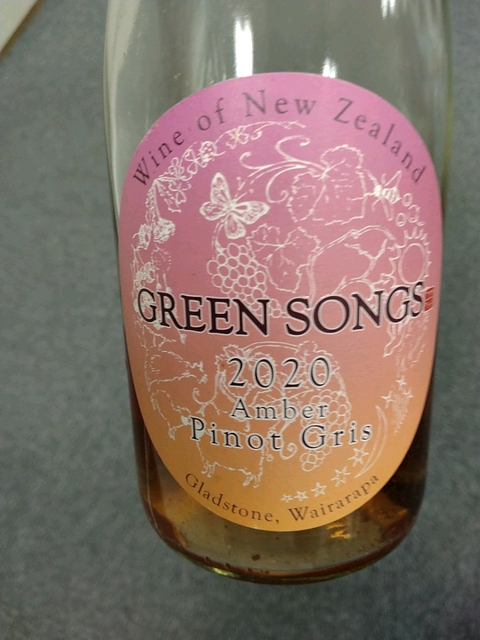 Wine of New Zealand
GREEN SONGS
2020
Amber
Pinot Gris
Gladstone, Wairarapa